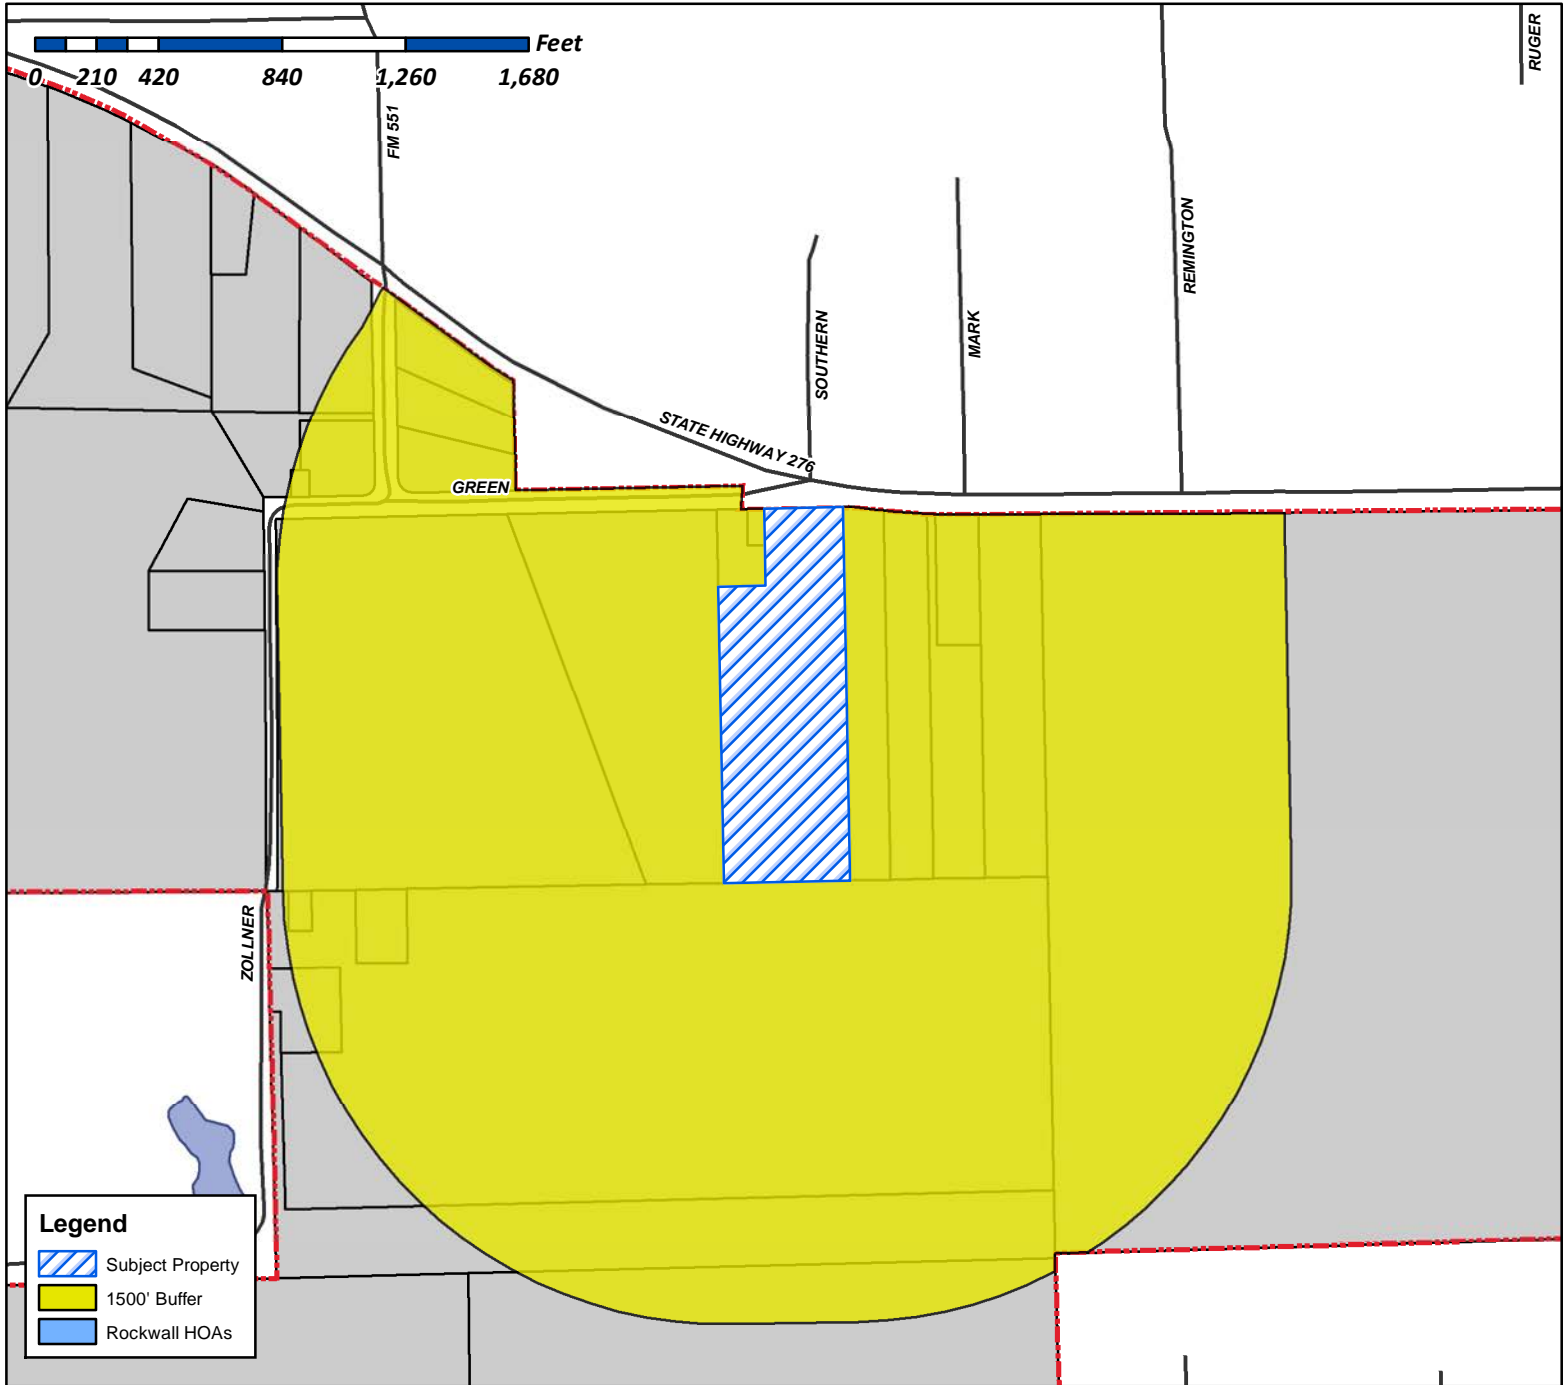 Feet
0 210 420 840 1,260 1,680
RUGER
FM 551
REMINGTON
SOUTHERN
MARK
STATE HIGHWAY 276
GREEN
ZOLLNER
Legend
Subject Property
1500' Buffer
Rockwall HOAs